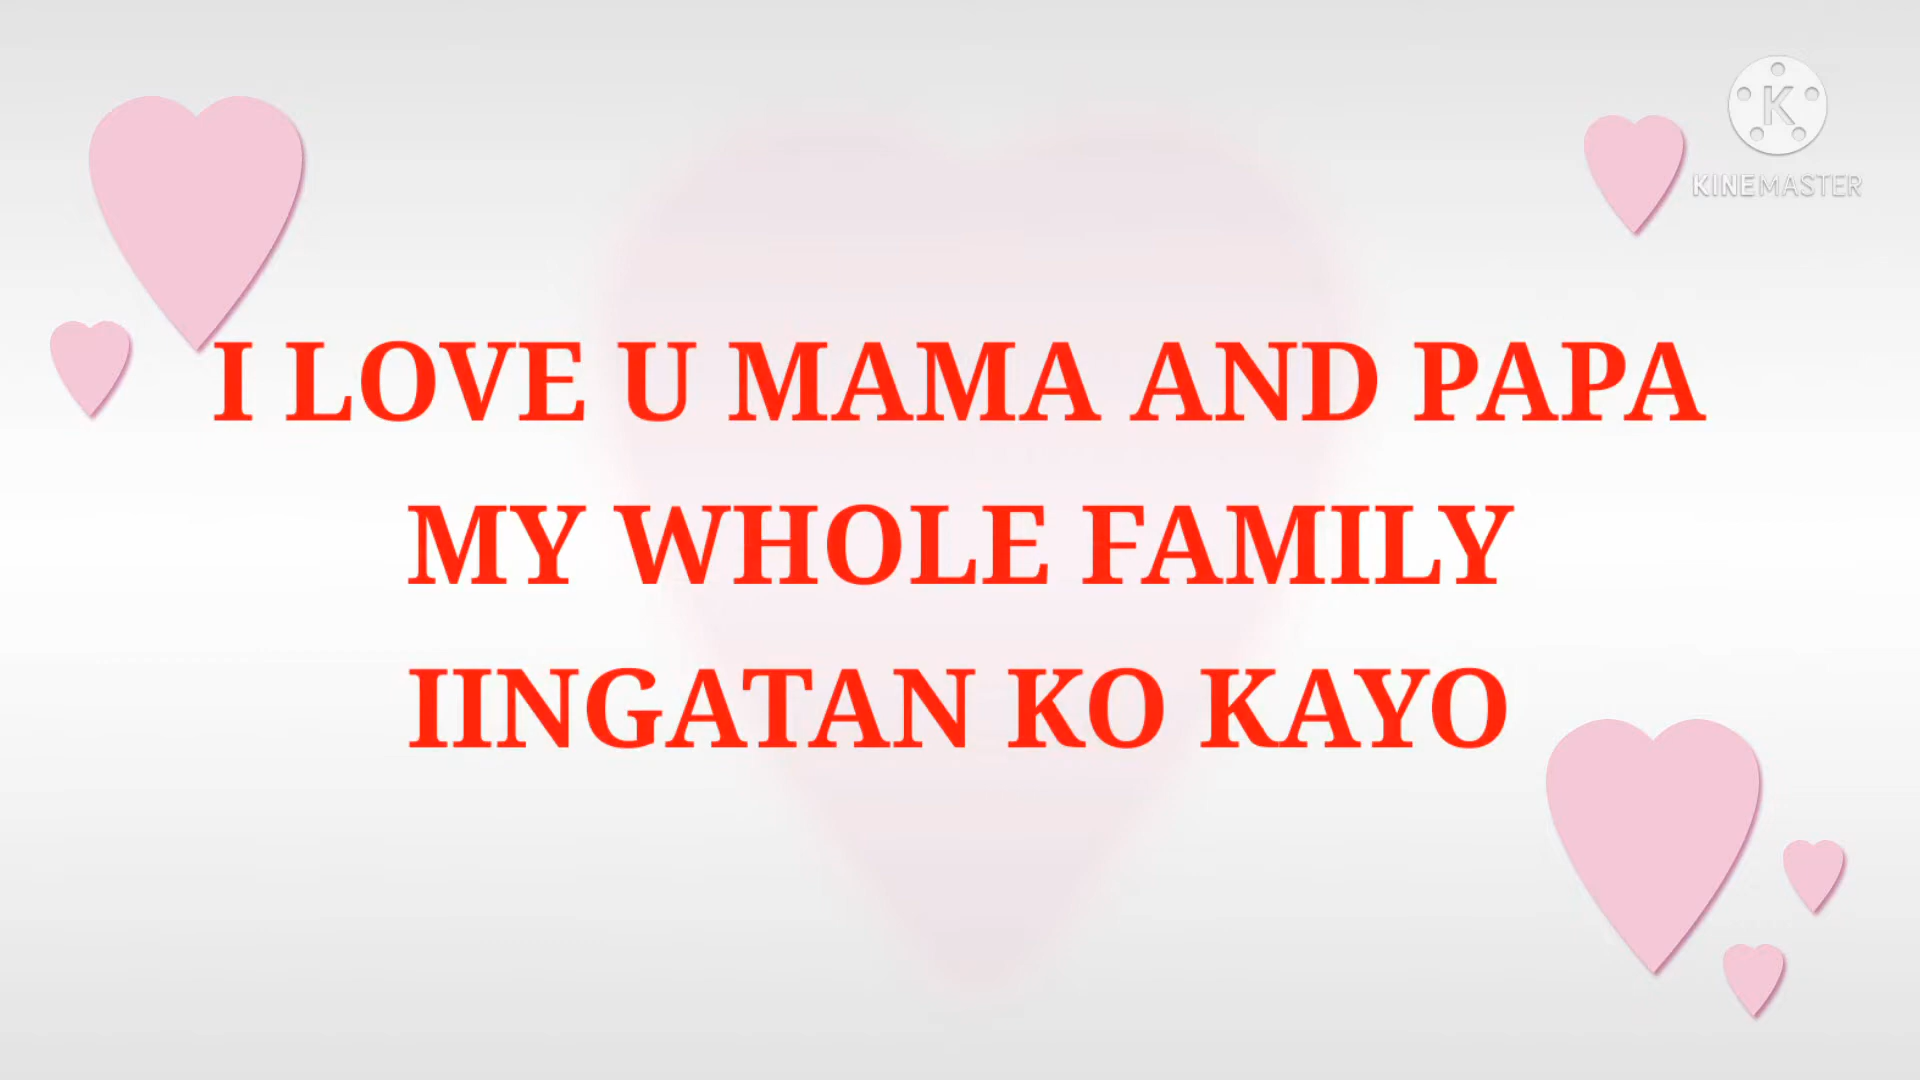 K
KINEMASTER
I LOVE U MAMA AND PAPA
MY WHOLE FAMILY
IINGATAN KO KAYO